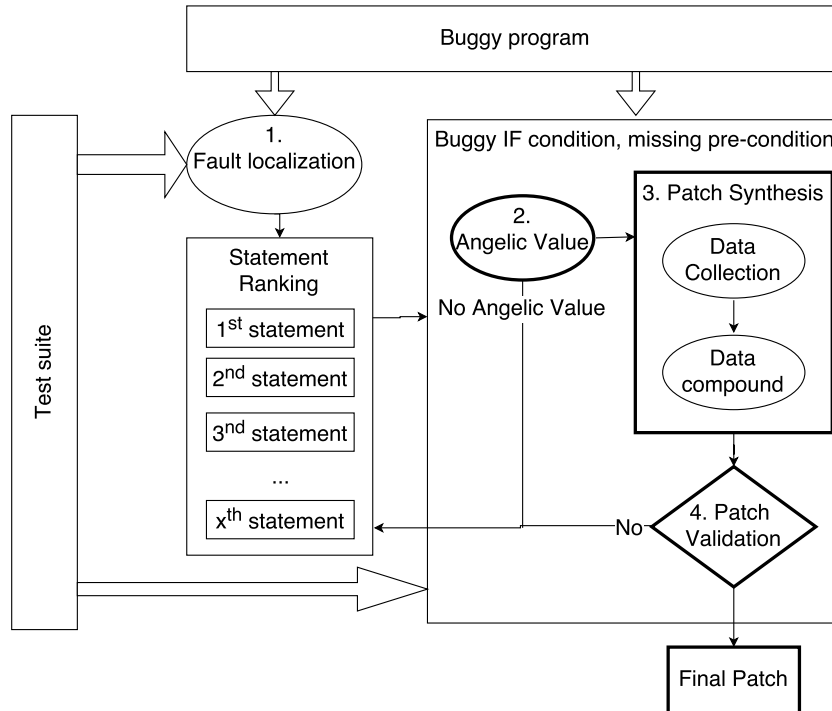 Buggy program
Test suite
1.
Fault localization
Statement
Ranking
1st statement
2nd statement
3nd statement
...
xth statement
Buggy IF condition, missing pre-condition
2.
Angelic Value
No Angelic Value
3. Patch Synthesis
Data
Collection
Data
compound
4. Patch
Validation
No
Final Patch